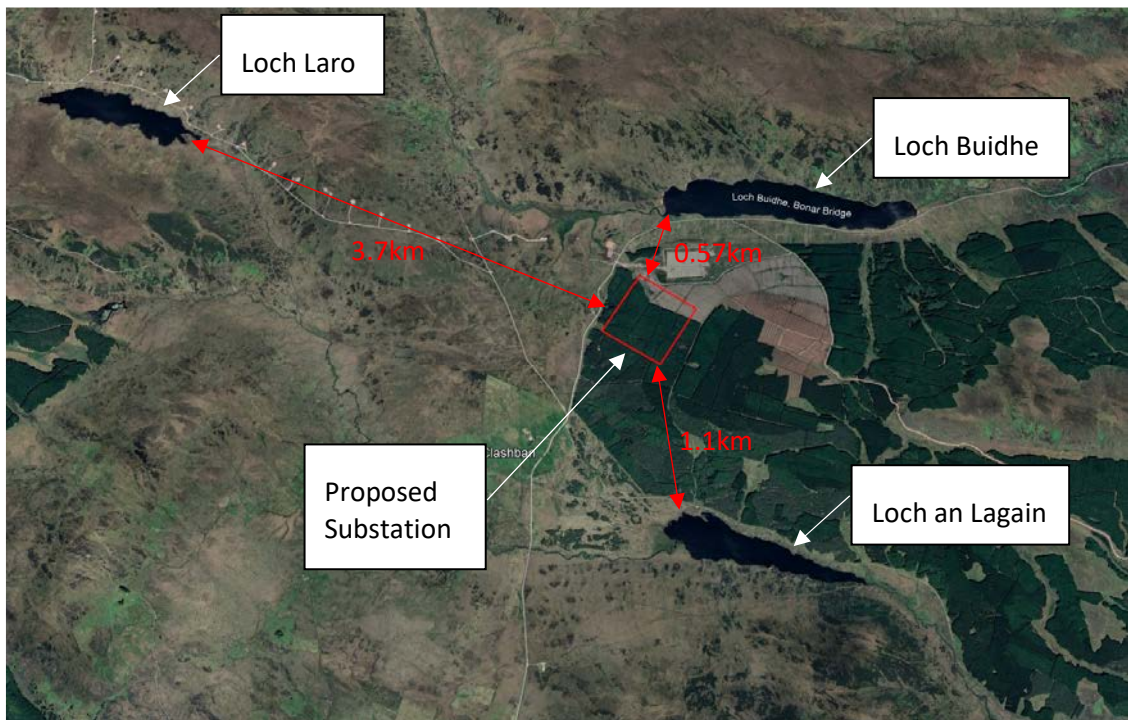 Loch Laro
Loch Buidhe
Loch Buidhe, Bonar Bridge
3.7km
0.57km
Clashban
1.1km
Proposed
Substation
Loch an Lagain